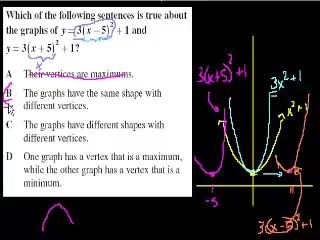 Which of the following sentences is true about
the graphs of y = 3(x − 5)² + 1 and
y = 3(x + 5)² + 1?
A Their vertices are maximums.
B The graphs have the same shape with
different vertices.
C The graphs have different shapes with
different vertices.
D One graph has a vertex that is a maximum,
while the other graph has a vertex that is a
minimum.
3(x+5)²+1
3x²+1
x²+1
-5
3(x-5)²+1